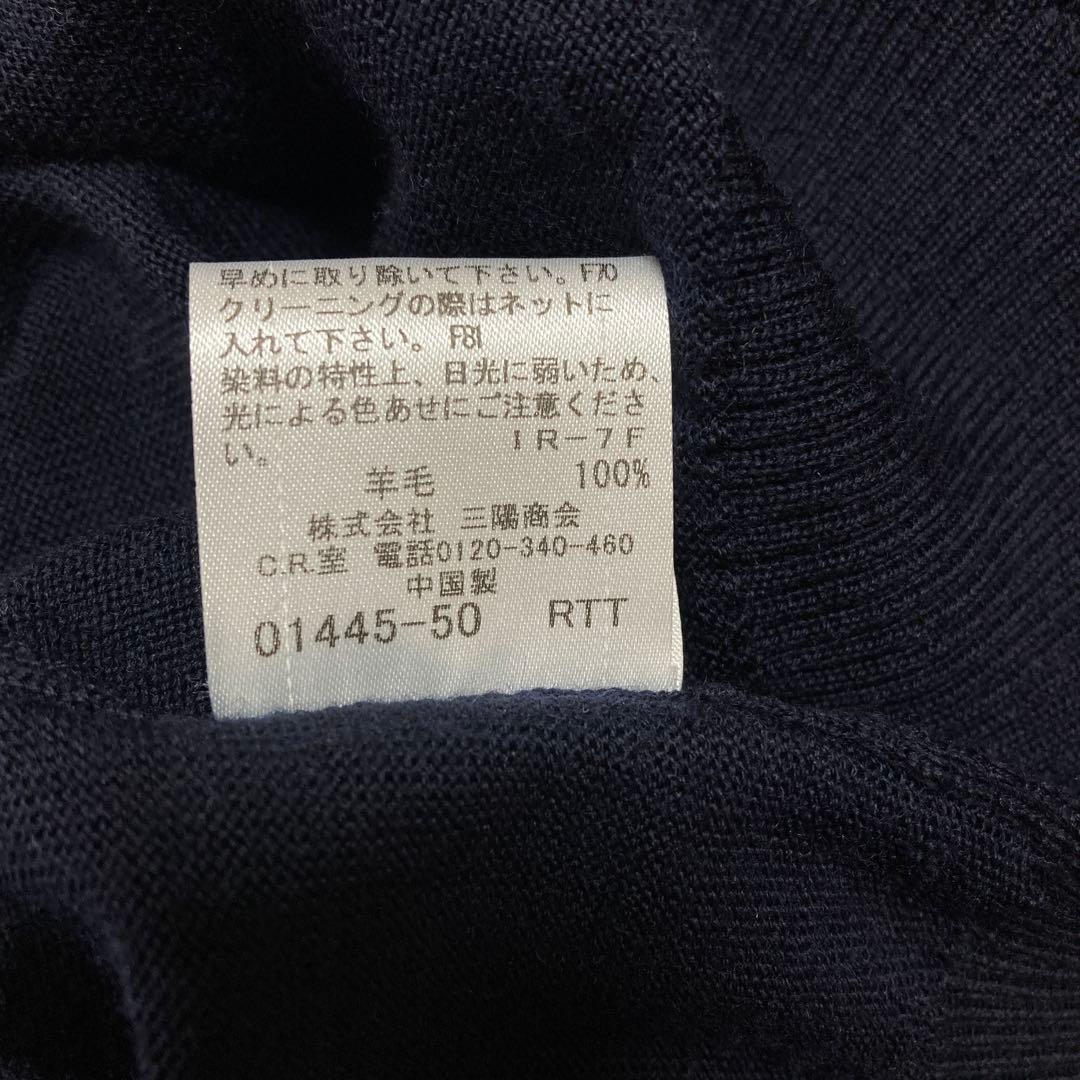 早めに取り除いて下さい。F70
クリーニングの際はネットに
入れて下さい。F81
染料の特性上、日光に弱いため、
光による色あせにご注意くださ
い。 IR-7F
羊毛 100%
株式会社 三陽商会
C.R.室 電話0120-340-460
中国製
01445-50 RTT